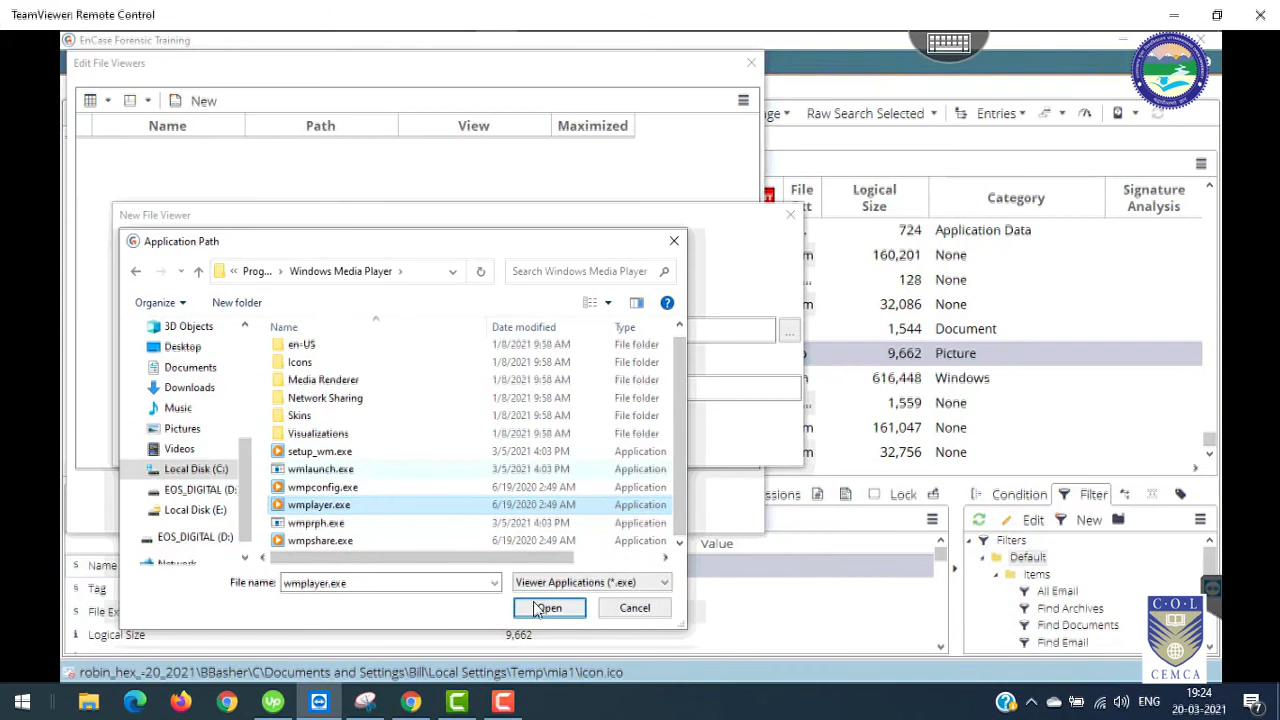 TeamViewer: Remote Control
EnCase Forensic Training
Edit File Viewers
New
Name Path View Maximized
Raw Search Selected Entries
New File Viewer
Application Path
Prog... Windows Media Player
Search Windows Media Player
Organize New folder
Name Date modified Type
3D Objects
Desktop
Documents
Downloads
Music
Pictures
Videos
Local Disk (C:)
EOS_DIGITAL (D:
Local Disk (E:)
EOS_DIGITAL (D:)
Network
en-US 1/8/2021 9:58 AM File folder
Icons 1/8/2021 9:58 AM File folder
Media Renderer 1/8/2021 9:58 AM File folder
Network Sharing 1/8/2021 9:58 AM File folder
Skins 1/8/2021 9:58 AM File folder
Visualizations 1/8/2021 9:58 AM File folder
setup_wm.exe 3/5/2021 4:03 PM Application
wmlaunch.exe 3/5/2021 4:03 PM Application
wmpconfig.exe 6/19/2020 2:49 AM Application
wmplayer.exe 6/19/2020 2:49 AM Application
wmprph.exe 3/5/2021 4:03 PM Application
wmpshare.exe 6/19/2020 2:49 AM Application
File name: wmplayer.exe Viewer Applications (*.exe)
Open Cancel
File Logical Size Category Signature Analysis
724 Application Data
160,201 None
128 None
32,086 None
1,544 Document
9,662 Picture
616,448 Windows
1,559 None
161,047 None
32,756 None
Lock Condition Filter
Value
Name
Tag
File Ex
Logical Size 9,662
Edit New
Filters
Default
Items
All Email
Find Archives
Find Documents
Find Email
C·O·L
CEMCA
robin_hex_-20_2021\BBasher\C\Documents and Settings\Bill\Local Settings\Temp\mia1\Icon.ico
ENG
19:24
20-03-2021
7